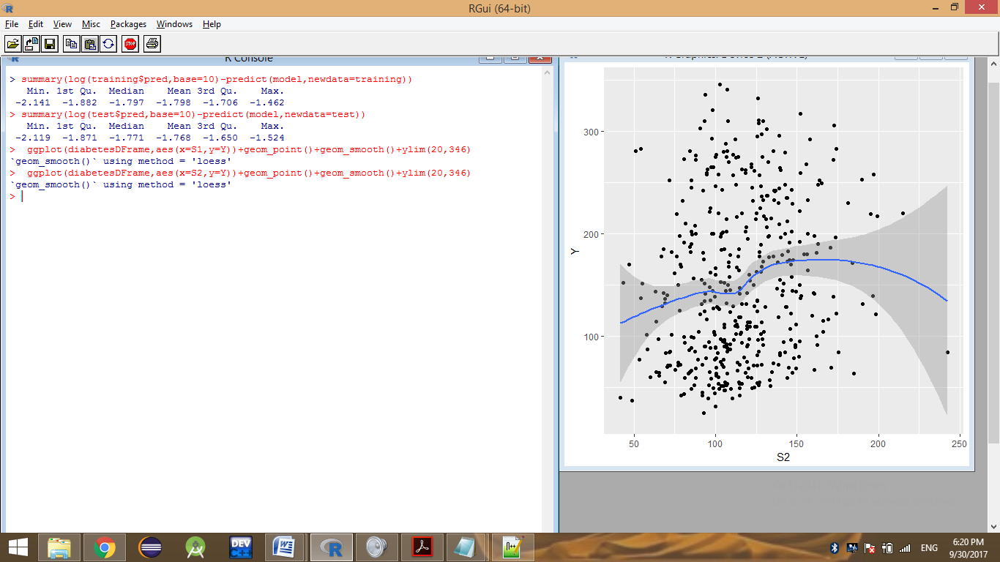 RGui (64-bit)
File Edit View Misc Packages Windows Help
STOP
R Console
> summary(log(training$pred,base=10)-predict(model,newdata=training))
   Min. 1st Qu.  Median    Mean 3rd Qu.    Max.
 -2.141  -1.882  -1.797  -1.798  -1.706  -1.462
> summary(log(test$pred,base=10)-predict(model,newdata=test))
   Min. 1st Qu.  Median    Mean 3rd Qu.    Max.
 -2.119  -1.871  -1.771  -1.768  -1.650  -1.524
>  ggplot(diabetesDFrame,aes(x=S1,y=Y))+geom_point()+geom_smooth()+ylim(20,346)
`geom_smooth()` using method = 'loess'
>  ggplot(diabetesDFrame,aes(x=S2,y=Y))+geom_point()+geom_smooth()+ylim(20,346)
`geom_smooth()` using method = 'loess'
>
300
200
100
Y
50 100 150 200 250
S2
DEV C++
ENG
6:20 PM
9/30/2017